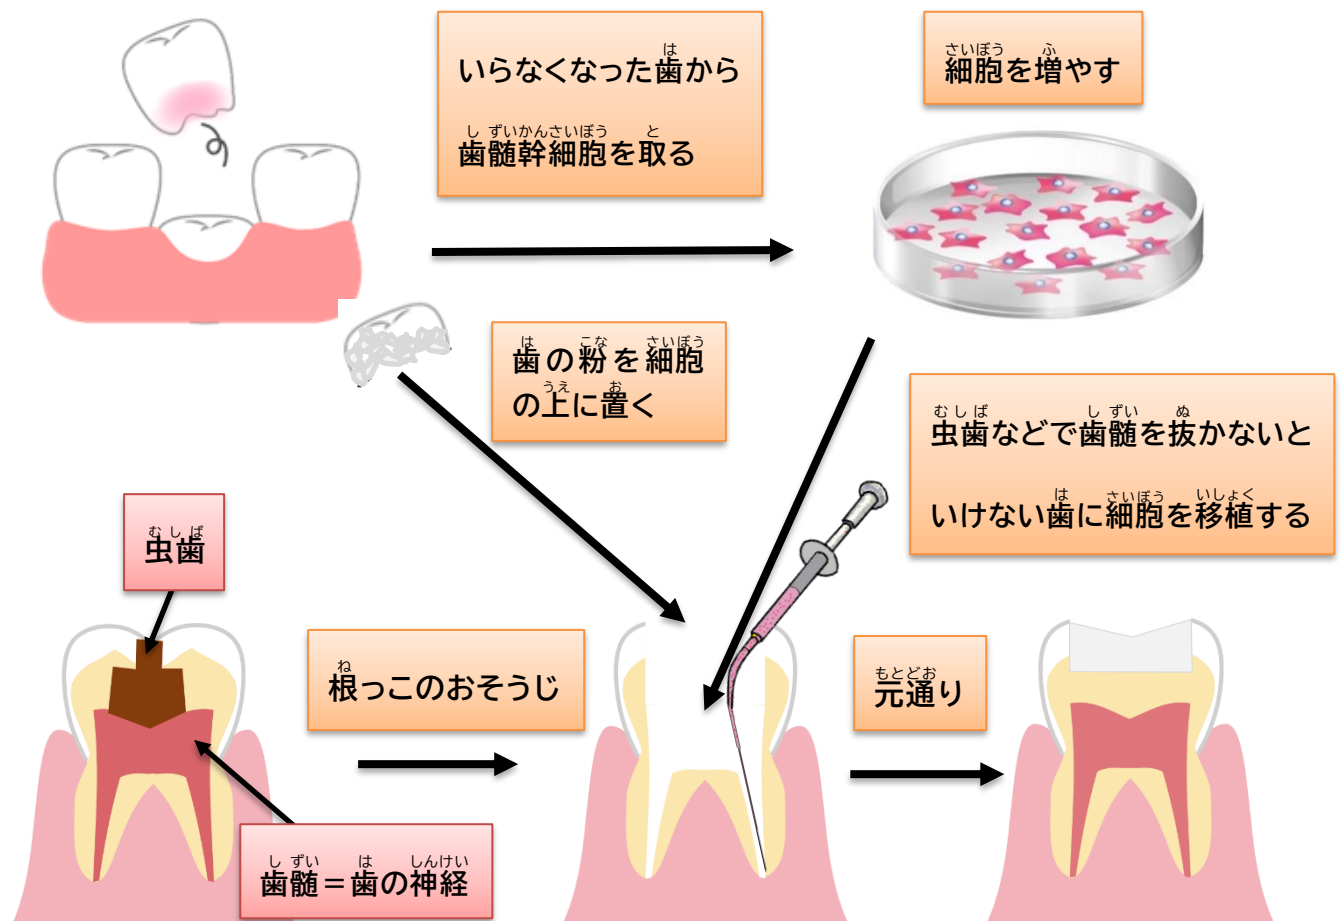 いらなくなった歯から
歯髄幹細胞を取る
細胞を増やす
歯の粉を細胞
の上に置く
虫歯などで歯髄を抜かないと
いけない歯に細胞を移植する
虫歯
根っこのおそうじ
元通り
歯髄＝歯の神経